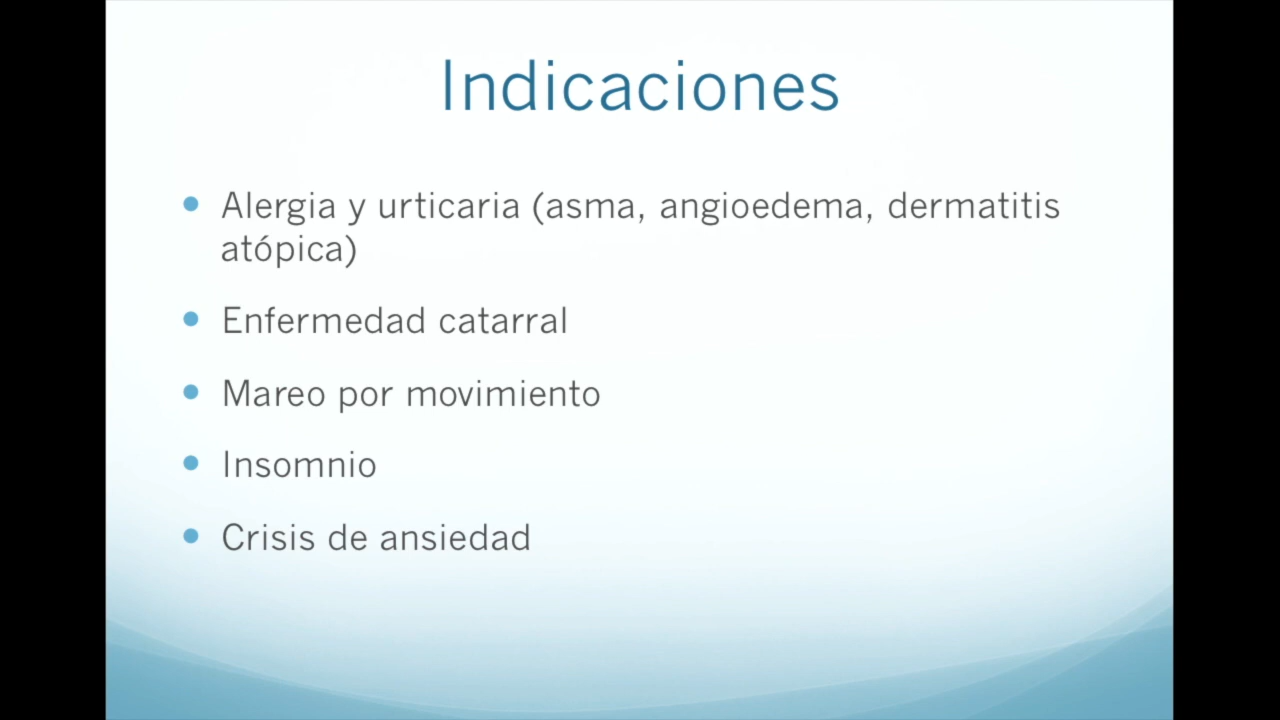 Indicaciones
• Alergia y urticaria (asma, angioedema, dermatitis
atópica)
• Enfermedad catarral
• Mareo por movimiento
• Insomnio
• Crisis de ansiedad